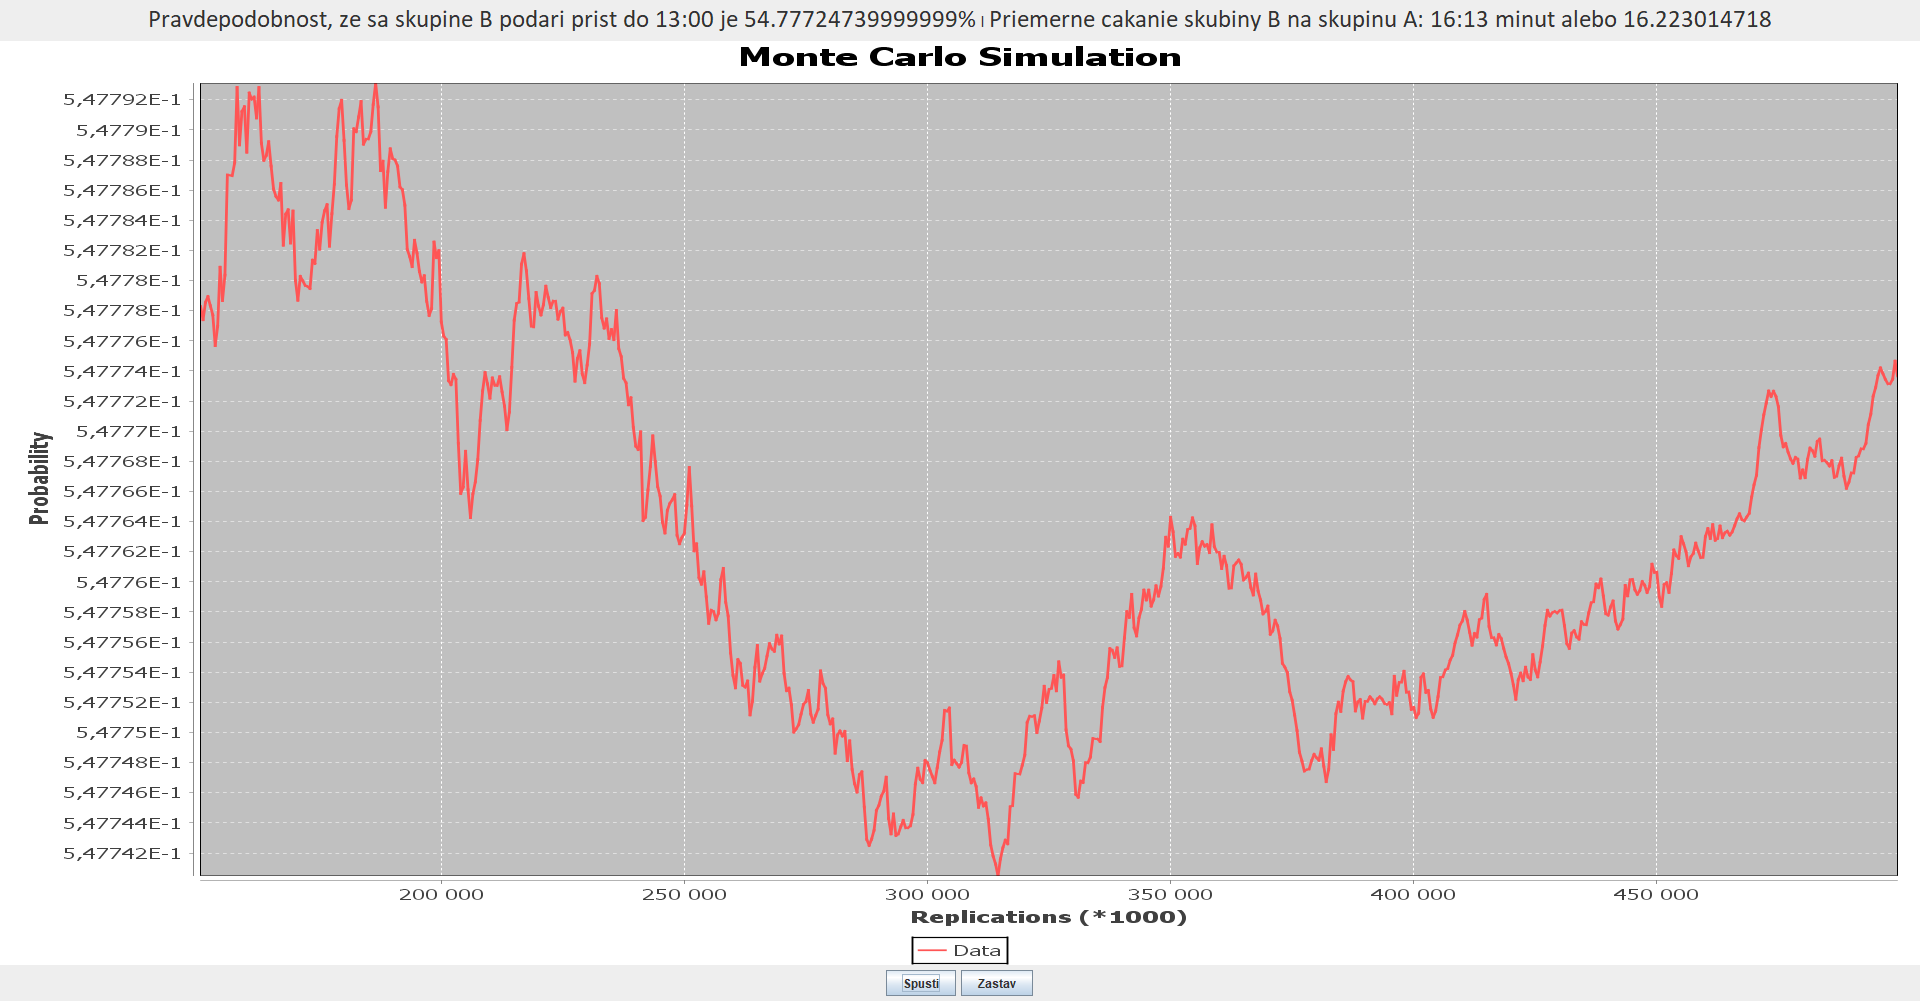 Pravdepodobnost, ze sa skupine B podari prist do 13:00 je 54.77724739999999% | Priemerne cakanie skubiny B na skupinu A: 16:13 minut alebo 16.223014718
Monte Carlo Simulation
5,47792E-1
5,4779E-1
5,47788E-1
5,47786E-1
5,47784E-1
5,47782E-1
5,4778E-1
5,47778E-1
5,47776E-1
5,47774E-1
5,47772E-1
5,4777E-1
5,47768E-1
5,47766E-1
5,47764E-1
5,47762E-1
5,4776E-1
5,47758E-1
5,47756E-1
5,47754E-1
5,47752E-1
5,4775E-1
5,47748E-1
5,47746E-1
5,47744E-1
5,47742E-1
Probability
200 000 250 000 300 000 350 000 400 000 450 000
Replications (*1000)
Data
Spusti Zastav